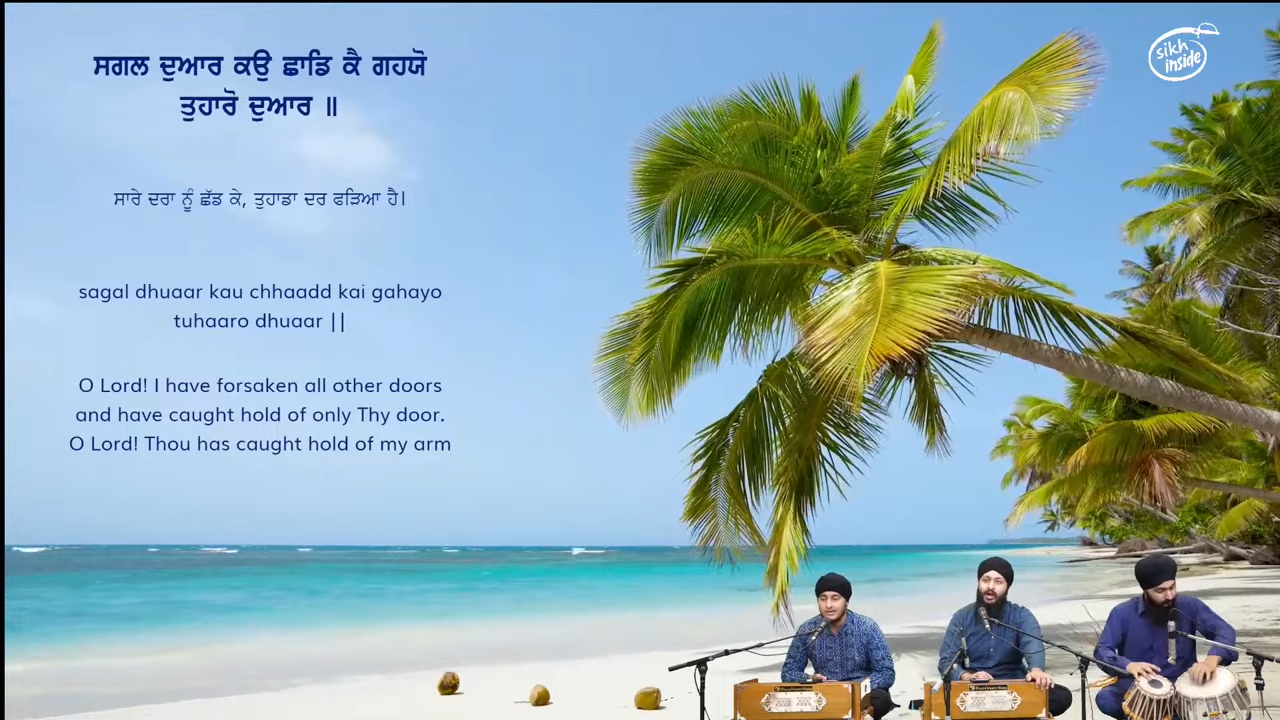 ਸਗਲ ਦੁਆਰ ਕਉ ਛਾਡਿ ਕੈ ਗਹਯੋ
ਤੁਹਾਰੋ ਦੁਆਰ ॥
ਸਾਰੇ ਦਰਾ ਨੂੰ ਛੱਡ ਕੇ, ਤੁਹਾਡਾ ਦਰ ਫੜਿਆ ਹੈ।
sagal dhuaar kau chhaadd kai gahayo
tuhaaro dhuaar ||
O Lord! I have forsaken all other doors
and have caught hold of only Thy door.
O Lord! Thou has caught hold of my arm
sikh
inside